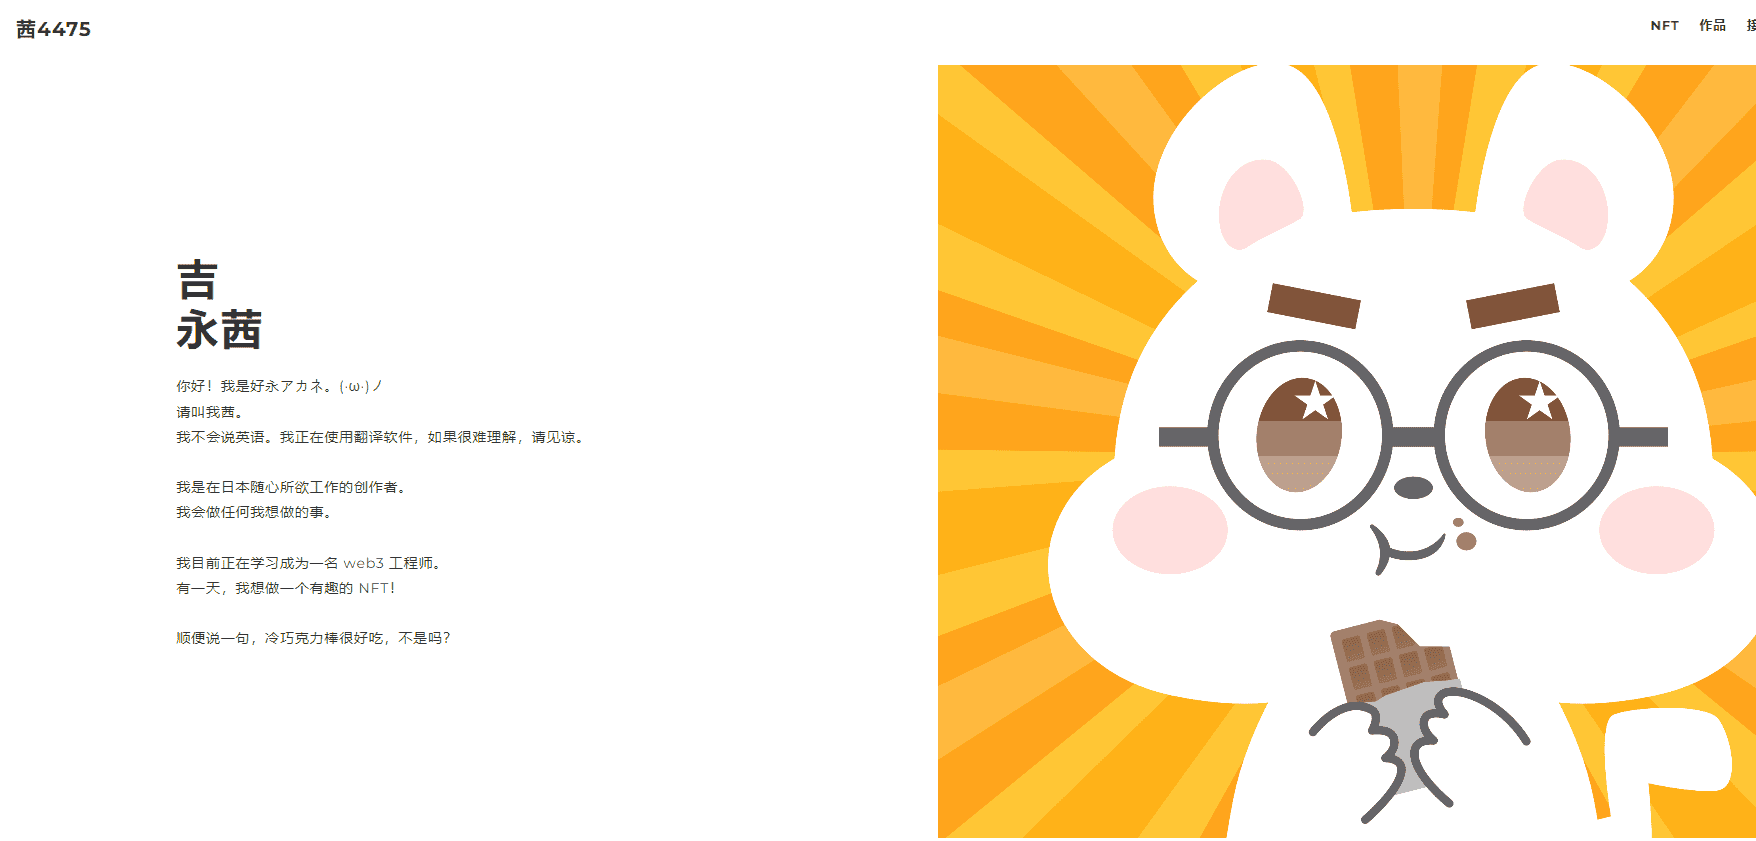 茜4475
NFT 作品 接
吉
永茜
你好！我是好永アカネ。(·ω·)ノ
请叫我茜。
我不会说英语。我正在使用翻译软件，如果很难理解，请见谅。
我是在日本随心所欲工作的创作者。
我会做任何我想做的事。
我目前正在学习成为一名 web3 工程师。
有一天，我想做一个有趣的 NFT！
顺便说一句，冷巧克力棒很好吃，不是吗？